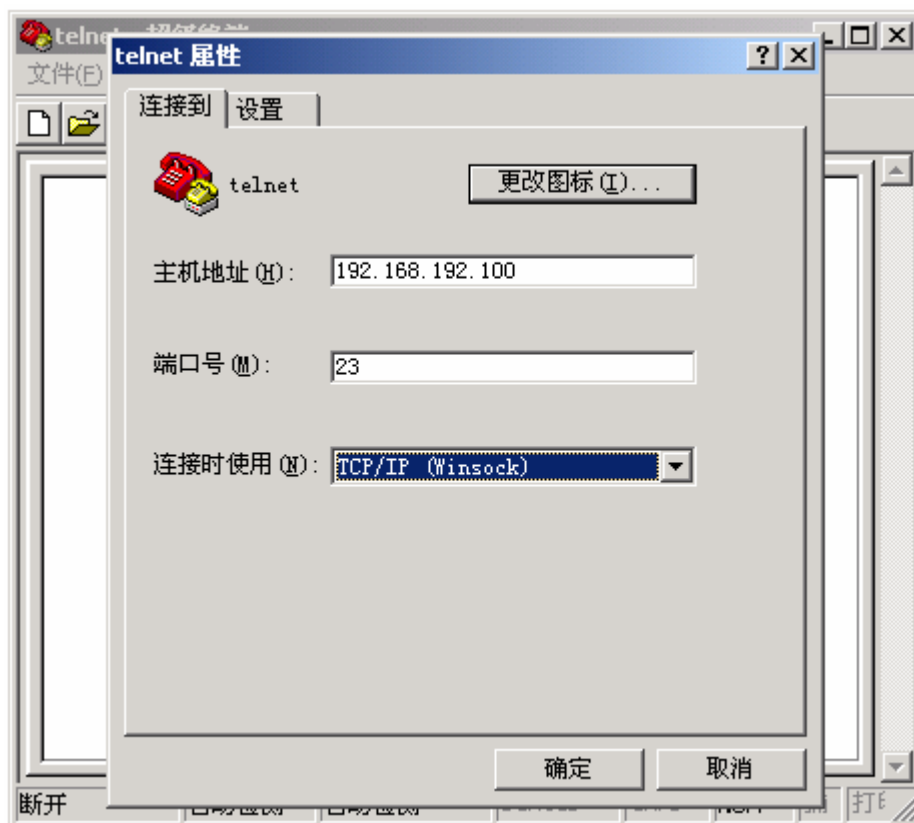 telnet
文件(F)
telnet 属性
连接到
设置
telnet
更改图标(I)...
主机地址(H):
192.168.192.100
端口号(M):
23
连接时使用(N):
TCP/IP (Winsock)
确定
取消
断开